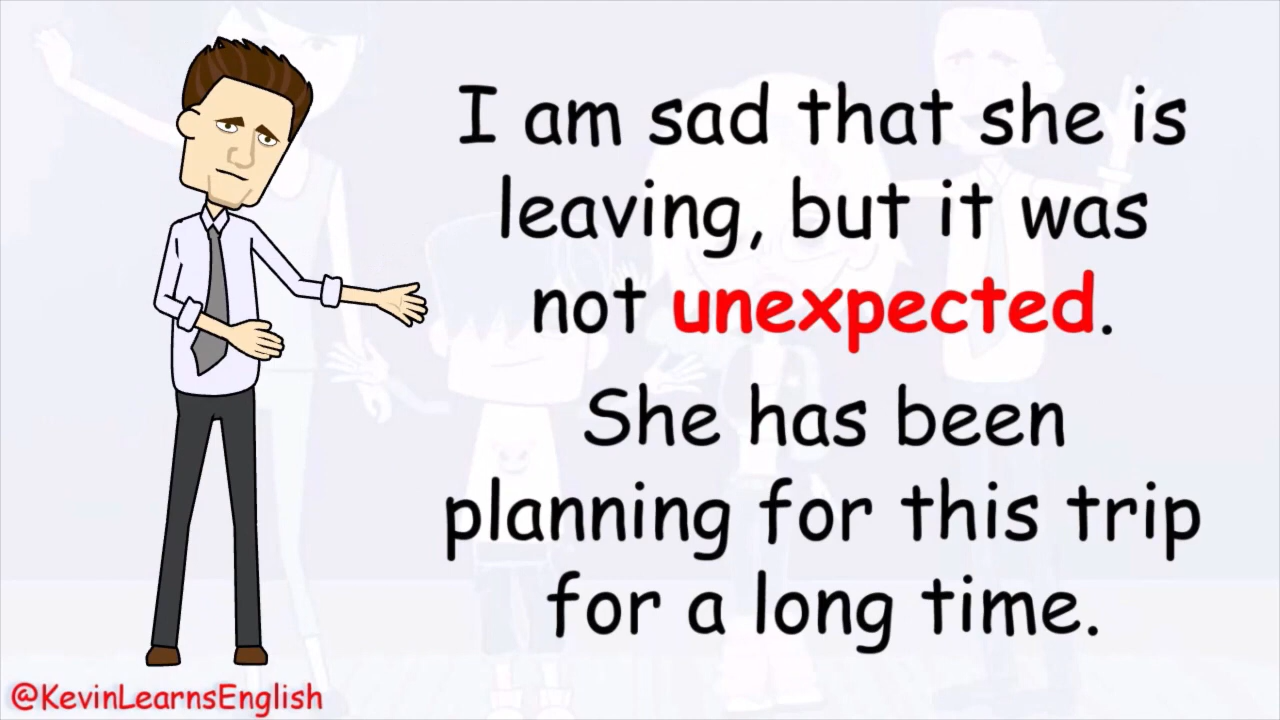 I am sad that she is
leaving, but it was
not unexpected.
She has been
planning for this trip
for a long time.
@KevinLearnsEnglish